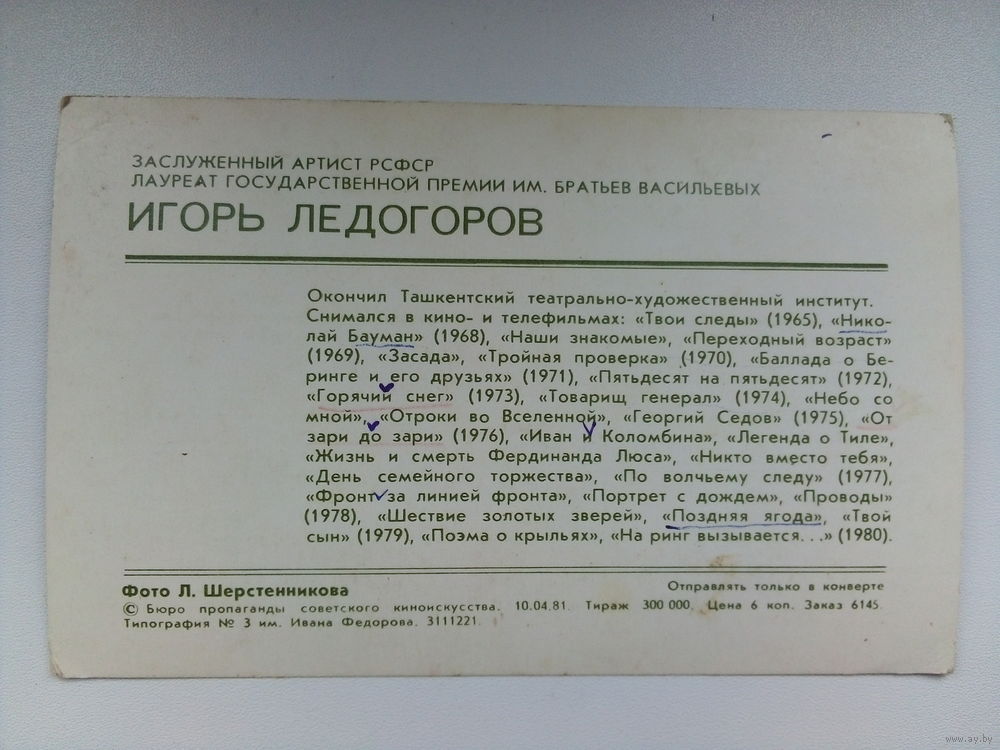 ЗАСЛУЖЕННЫЙ АРТИСТ РСФСР
ЛАУРЕАТ ГОСУДАРСТВЕННОЙ ПРЕМИИ ИМ. БРАТЬЕВ ВАСИЛЬЕВЫХ
ИГОРЬ ЛЕДОГОРОВ
Окончил Ташкентский театрально-художественный институт.
Снимался в кино- и телефильмах: «Твои следы» (1965), «Нико-
лай Бауман» (1968), «Наши знакомые», «Переходный возраст»
(1969), «Засада», «Тройная проверка» (1970), «Баллада о Бе-
ринге и его друзьях» (1971), «Пятьдесят на пятьдесят» (1972),
«Горячий снег» (1973), «Товарищ генерал» (1974), «Небо со
мной», «Отроки во Вселенной», «Георгий Седов» (1975), «От
зари до зари» (1976), «Иван и Коломбина», «Легенда о Тиле»,
«Жизнь и смерть Фердинанда Люса», «Никто вместо тебя»,
«День семейного торжества», «По волчьему следу» (1977),
«Фронт за линией фронта», «Портрет с дождем», «Проводы»
(1978), «Шествие золотых зверей», «Поздняя ягода», «Твой
сын» (1979), «Поэма о крыльях», «На ринг вызывается...» (1980).
Фото Л. Шерстенникова
Отправлять только в конверте
© Бюро пропаганды советского киноискусства. 10.04.81. Тираж 300 000. Цена 6 коп. Заказ 6145.
Типография № 3 им. Ивана Федорова. 3111221.
www.ay.by